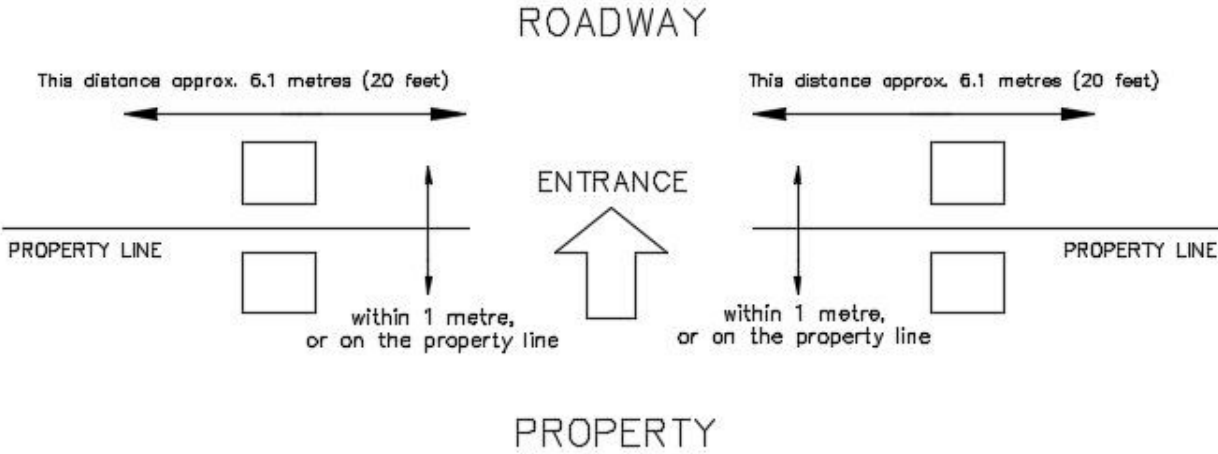 ROADWAY
This distance approx. 6.1 metres (20 feet)
This distance approx. 6.1 metres (20 feet)
ENTRANCE
PROPERTY LINE
PROPERTY LINE
within 1 metre,
or on the property line
within 1 metre,
or on the property line
PROPERTY